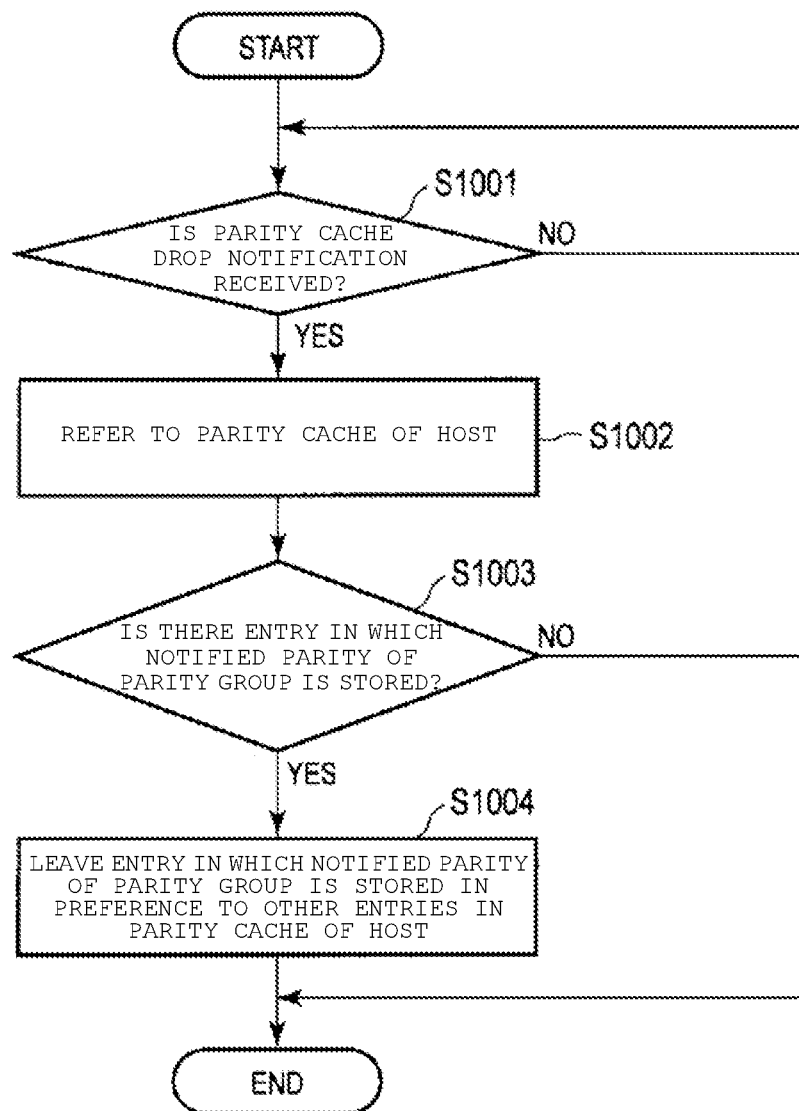 START
S1001
IS PARITY CACHE
DROP NOTIFICATION
RECEIVED?
NO
YES
REFER TO PARITY CACHE OF HOST
S1002
S1003
IS THERE ENTRY IN WHICH
NOTIFIED PARITY OF
PARITY GROUP IS STORED?
NO
YES
S1004
LEAVE ENTRY IN WHICH NOTIFIED PARITY
OF PARITY GROUP IS STORED IN
PREFERENCE TO OTHER ENTRIES IN
PARITY CACHE OF HOST
END